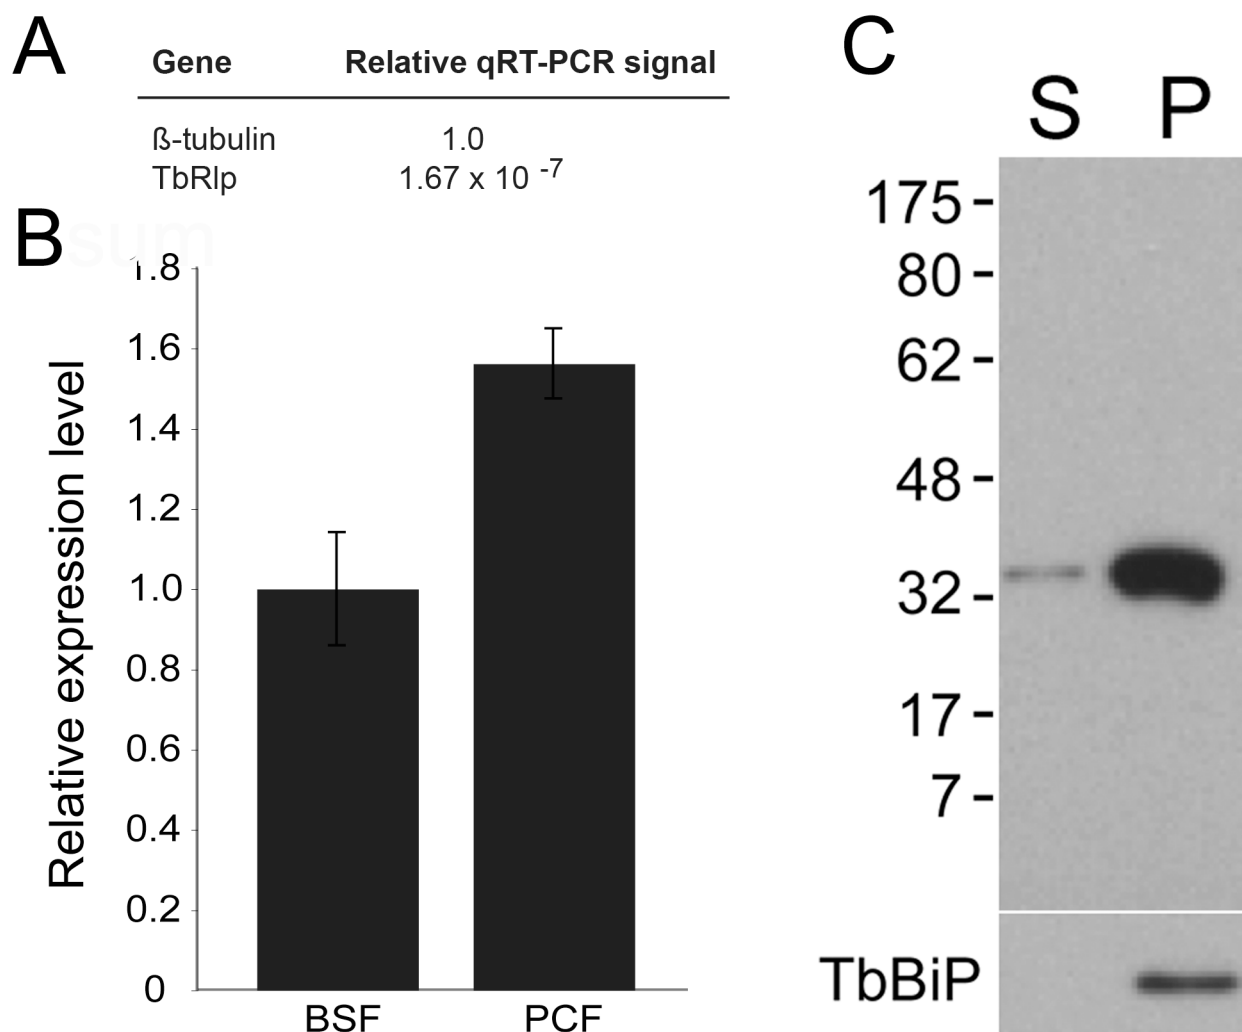 A
Gene Relative qRT-PCR signal
ß-tubulin 1.0
TbRlp 1.67 x 10 -7
B
Relative expression level
1.8
1.6
1.4
1.2
1.0
0.8
0.6
0.4
0.2
0
BSF PCF
C
S P
175
80
62
48
32
17
7
TbBiP